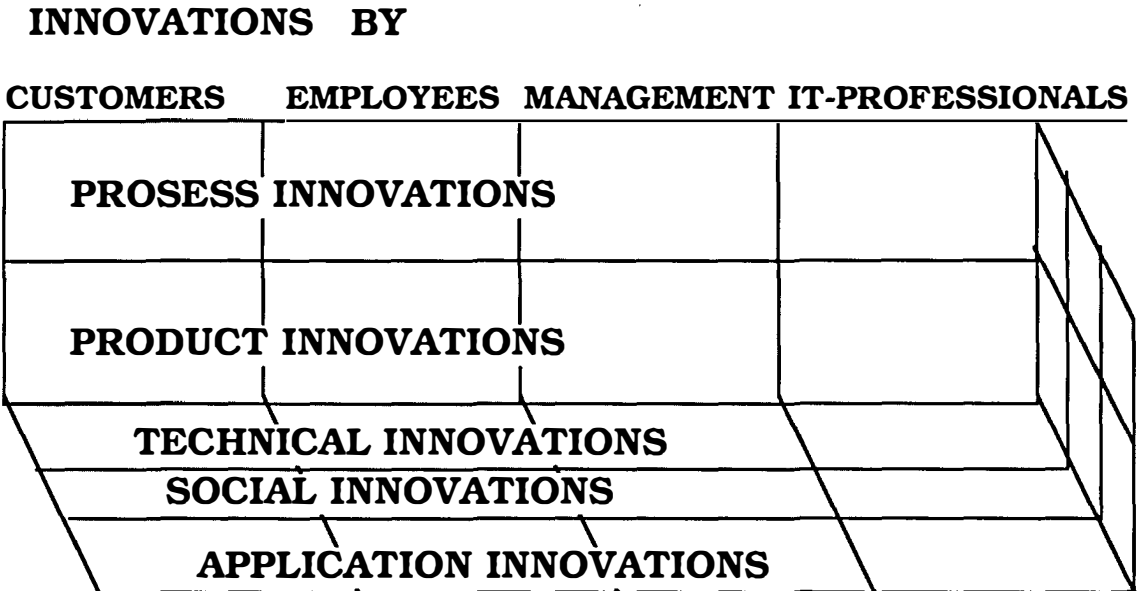 INNOVATIONS BY
CUSTOMERS EMPLOYEES MANAGEMENT IT-PROFESSIONALS
PROSESS INNOVATIONS
PRODUCT INNOVATIONS
TECHNICAL INNOVATIONS
SOCIAL INNOVATIONS
APPLICATION INNOVATIONS